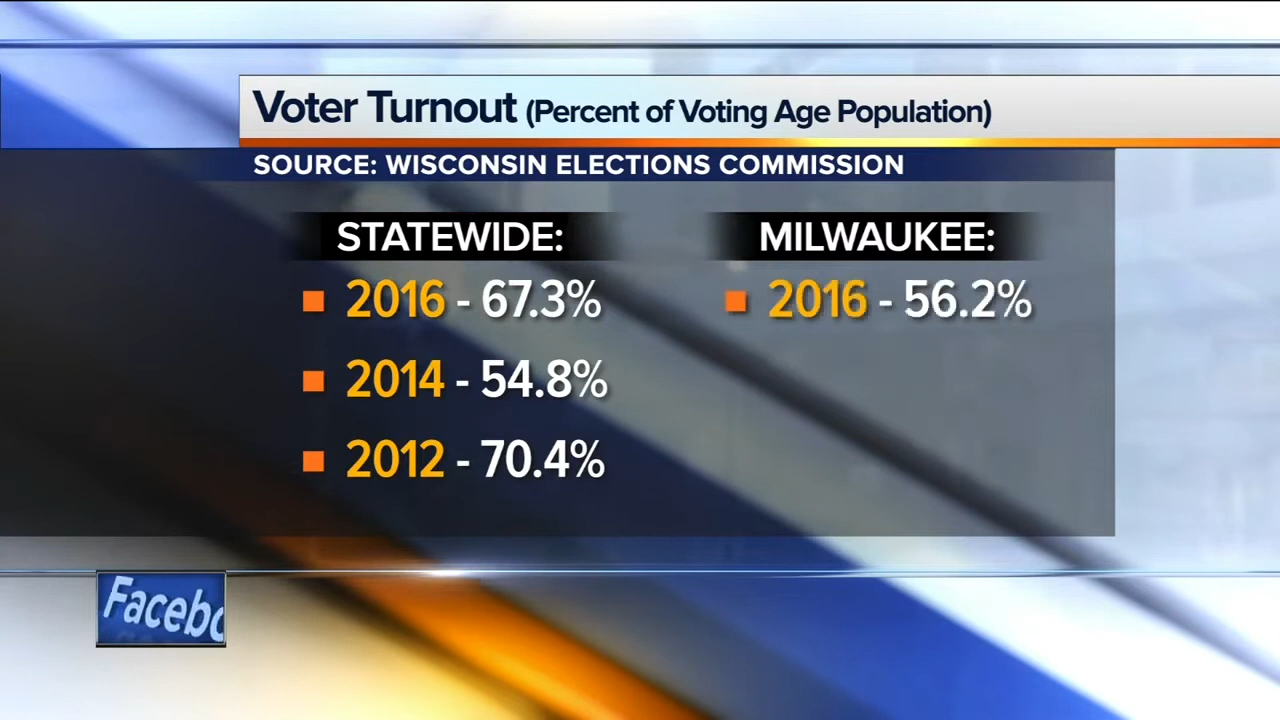 Voter Turnout (Percent of Voting Age Population)
SOURCE: WISCONSIN ELECTIONS COMMISSION
STATEWIDE:
2016 - 67.3%
2014 - 54.8%
2012 - 70.4%
MILWAUKEE:
2016 - 56.2%
Facebo